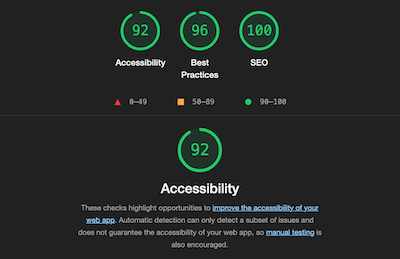 92 96 100
Accessibility Best Practices SEO
0–49 50–89 90–100
92
Accessibility
These checks highlight opportunities to improve the accessibility of your
web app. Automatic detection can only detect a subset of issues and
does not guarantee the accessibility of your web app, so manual testing is
also encouraged.